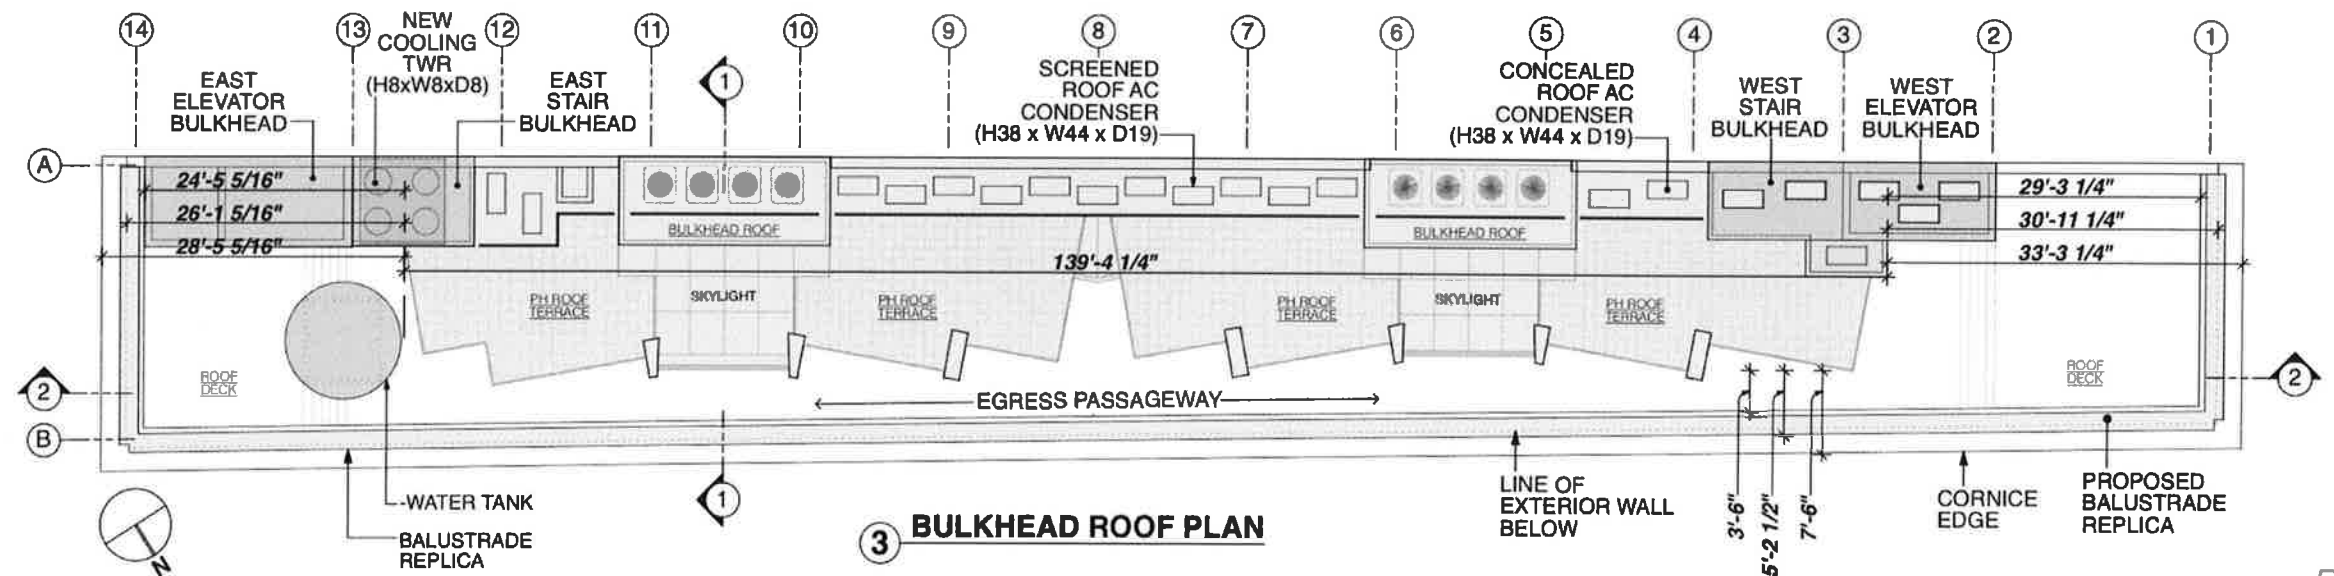 14
13
NEW
COOLING
TWR
(H8xW8xD8)
12
11
10
9
8
7
6
5
4
3
2
1
EAST
ELEVATOR
BULKHEAD
EAST
STAIR
BULKHEAD
1
SCREENED
ROOF AC
CONDENSER
(H38 x W44 x D19)
CONCEALED
ROOF AC
CONDENSER
(H38 x W44 x D19)
WEST
STAIR
BULKHEAD
WEST
ELEVATOR
BULKHEAD
A
24'-5 5/16"
26'-1 5/16"
28'-5 5/16"
BULKHEAD ROOF
BULKHEAD ROOF
29'-3 1/4"
30'-11 1/4"
33'-3 1/4"
139'-4 1/4"
PH ROOF
TERRACE
SKYLIGHT
PH ROOF
TERRACE
PH ROOF
TERRACE
SKYLIGHT
PH ROOF
TERRACE
ROOF
DECK
ROOF
DECK
2
2
EGRESS PASSAGEWAY
B
3'-6"
5'-2 1/2"
7'-6"
WATER TANK
BALUSTRADE
REPLICA
1
LINE OF
EXTERIOR WALL
BELOW
CORNICE
EDGE
PROPOSED
BALUSTRADE
REPLICA
N
3 BULKHEAD ROOF PLAN